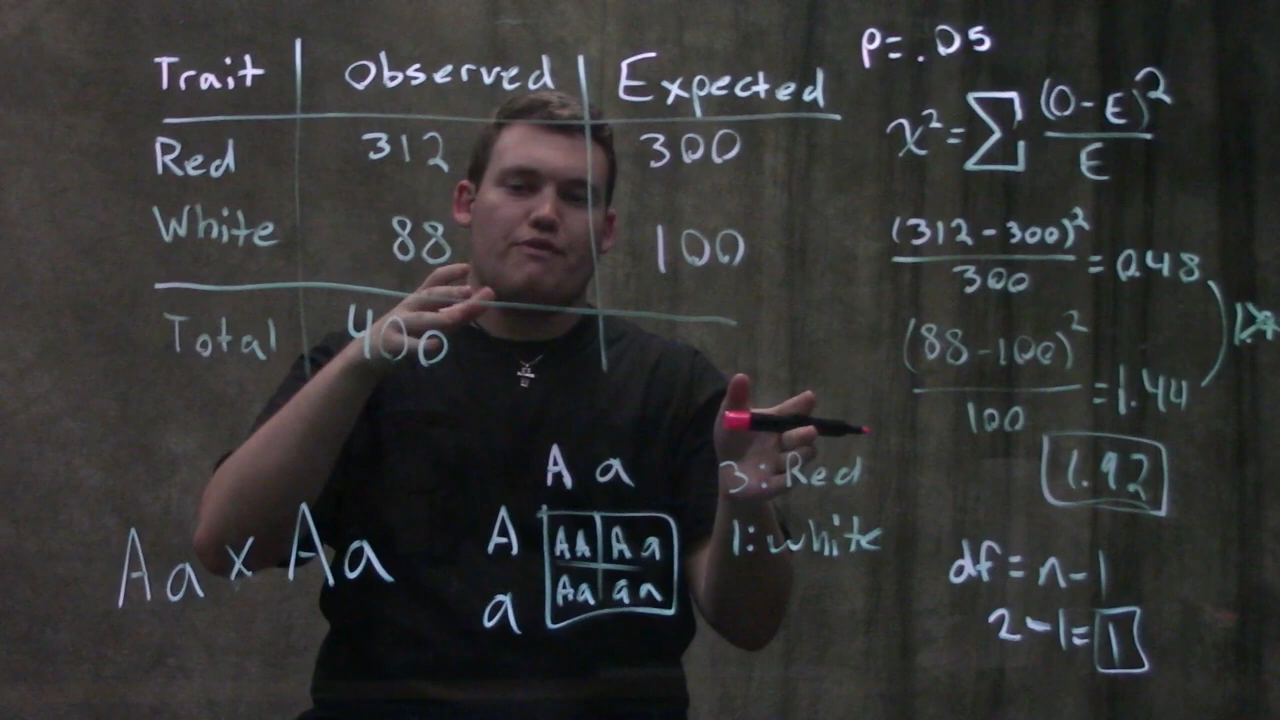 Trait Observed Expected
Red 312 300
White 88 100
Total 400
Aa x Aa
A a
A AA Aa
a Aa aa
3: Red
1: white
p=.05
χ²=∑ (O-E)²/E
(312-300)²/300 = 0.48
(88-100)²/100 = 1.44
1.92
df=n-1
2-1=1